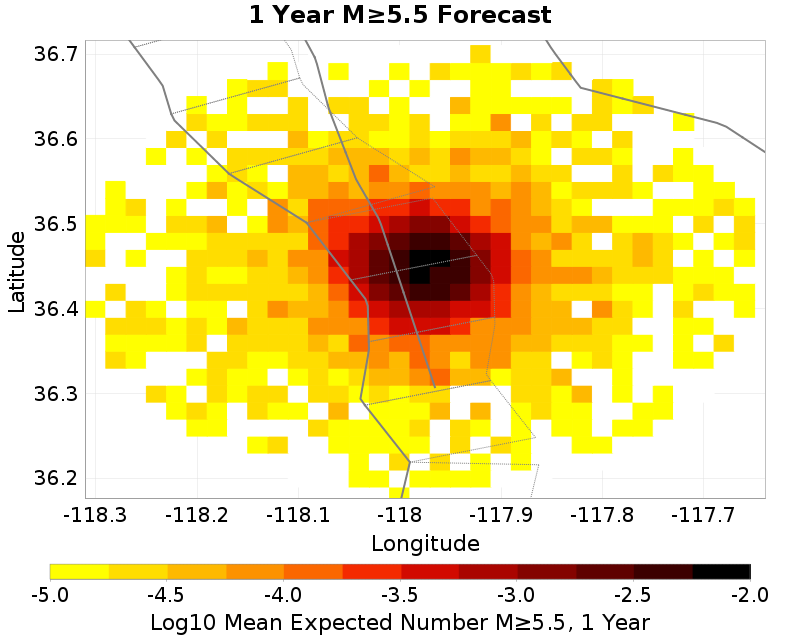 1 Year M≥5.5 Forecast
36.7
36.6
36.5
36.4
36.3
36.2
Latitude
-118.3 -118.2 -118.1 -118 -117.9 -117.8 -117.7
Longitude
-5.0 -4.5 -4.0 -3.5 -3.0 -2.5 -2.0
Log10 Mean Expected Number M≥5.5, 1 Year